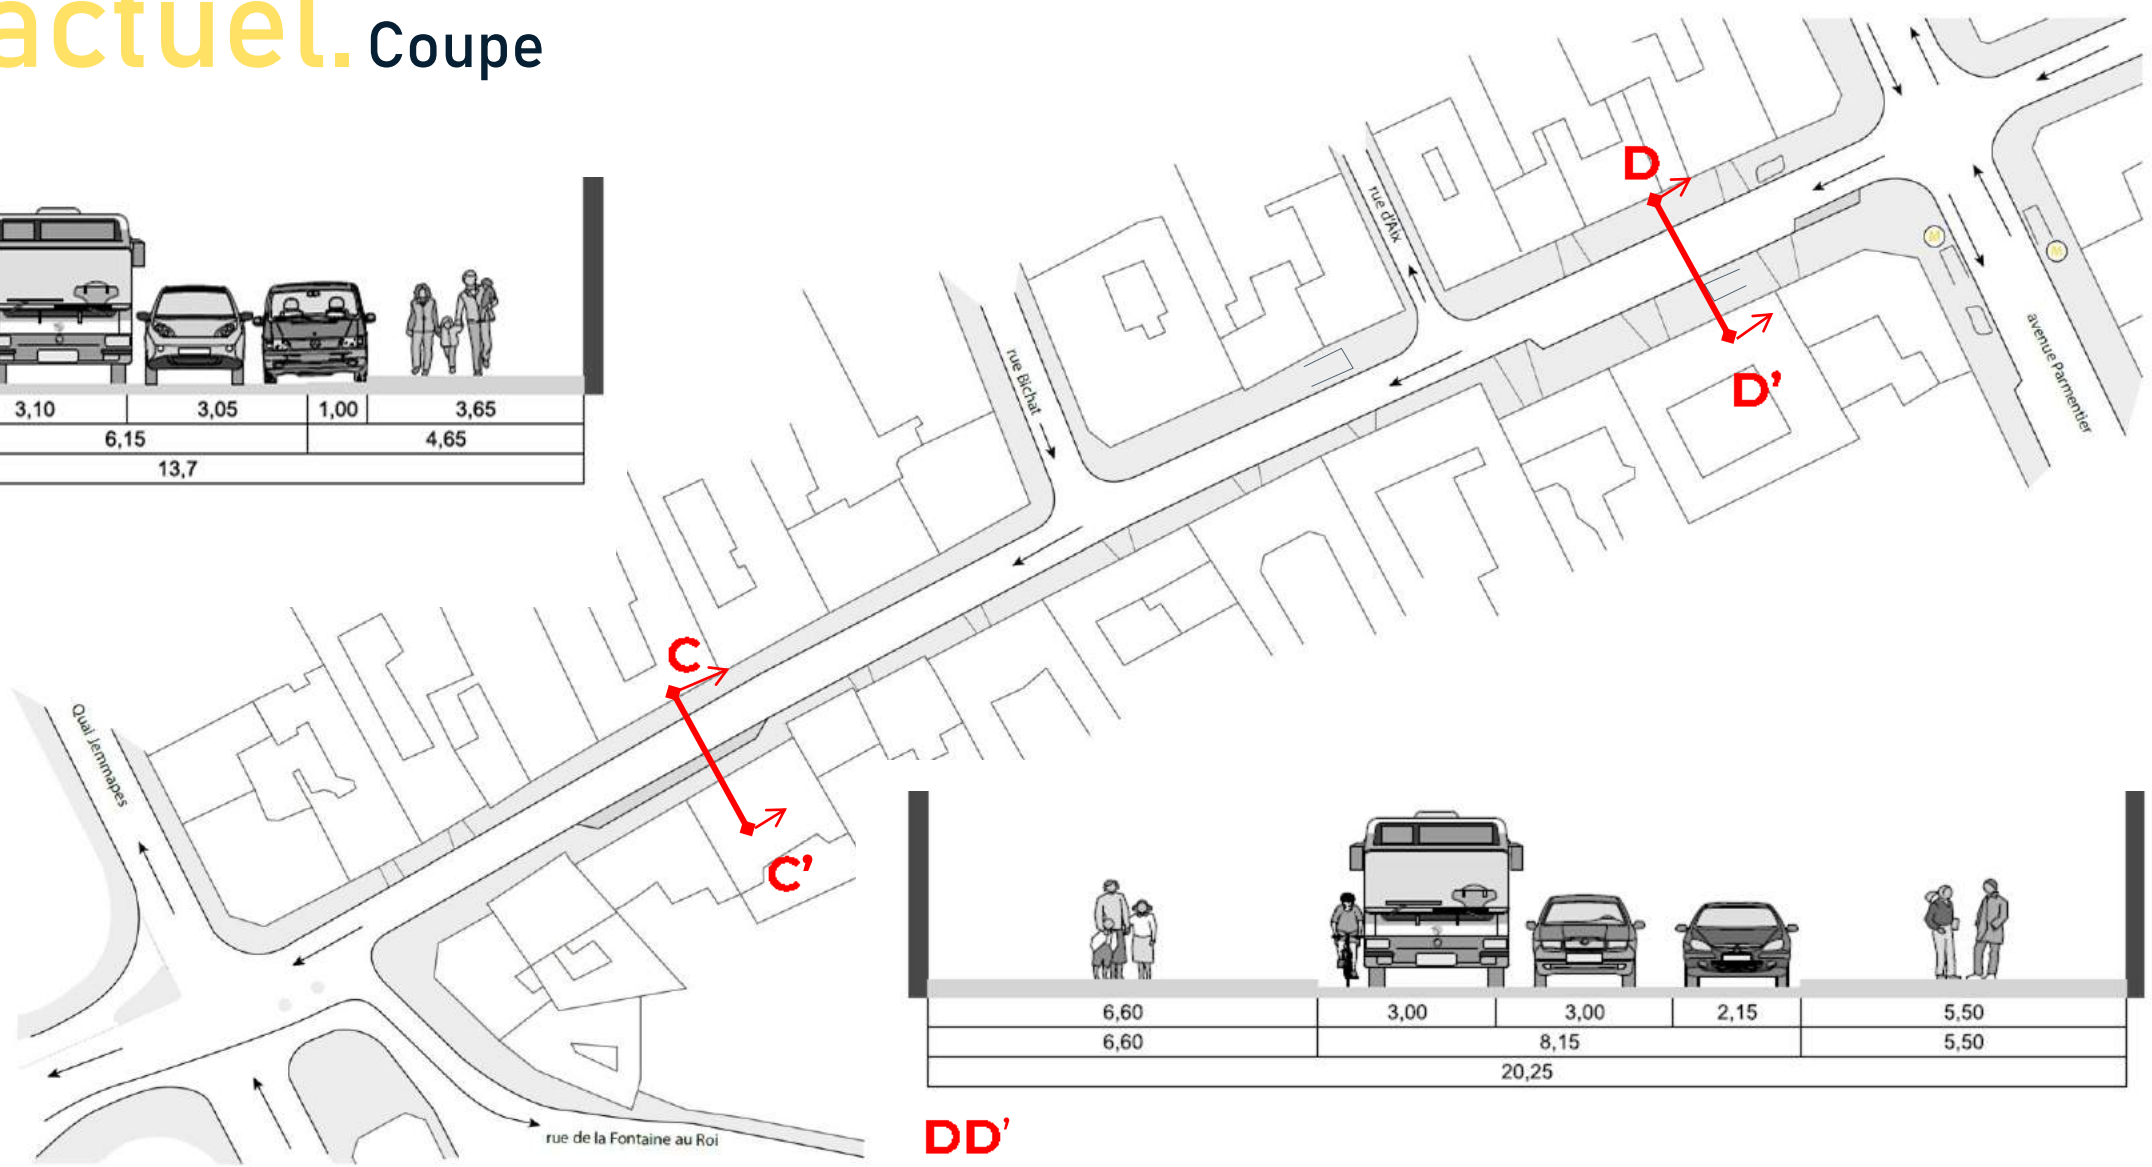 actuel. Coupe
3,10 3,05 1,00 3,65
6,15 4,65
13,7
D
D'
rue d'Aix
rue Bichat
avenue Parmentier
M
M
C
C'
Quai Jemmapes
rue de la Fontaine au Roi
6,60 3,00 3,00 2,15 5,50
6,60 8,15 5,50
20,25
DD'